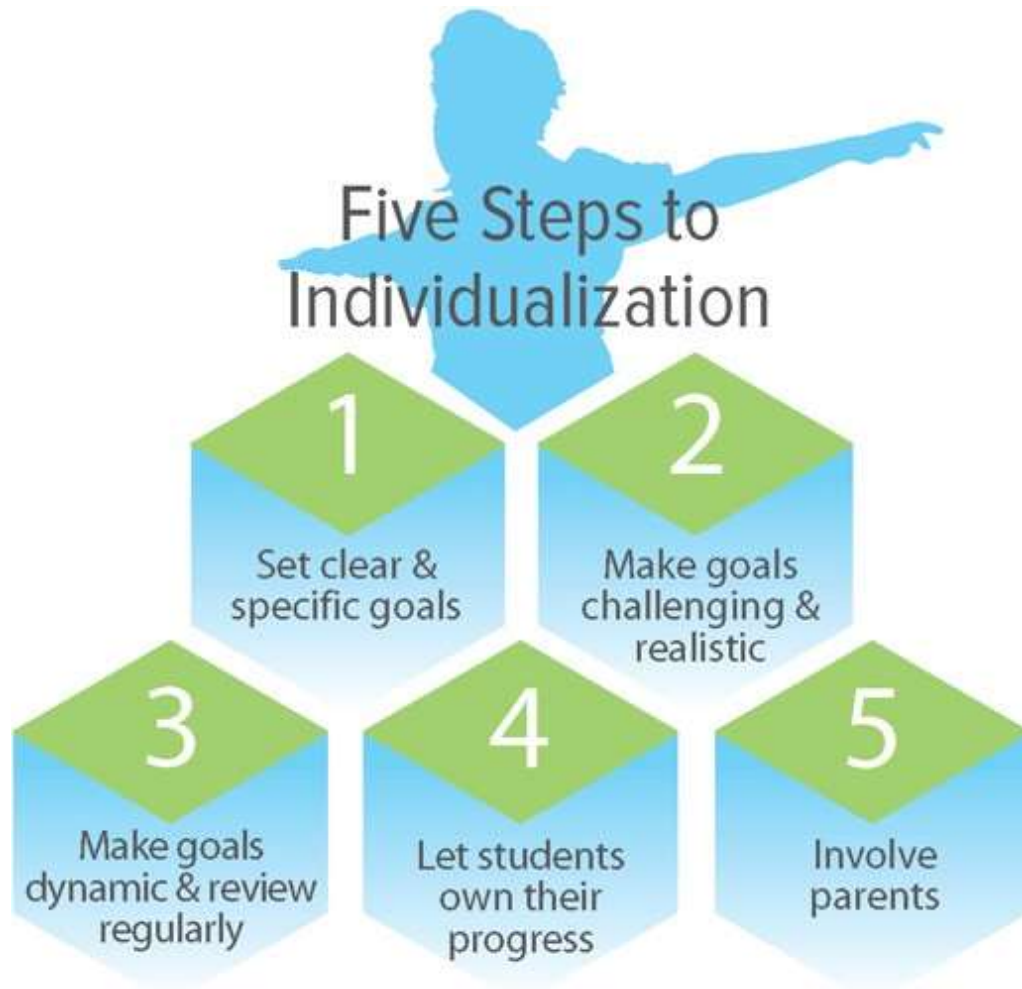 Five Steps to
Individualization
1
Set clear &
specific goals
2
Make goals
challenging &
realistic
3
Make goals
dynamic & review
regularly
4
Let students
own their
progress
5
Involve
parents